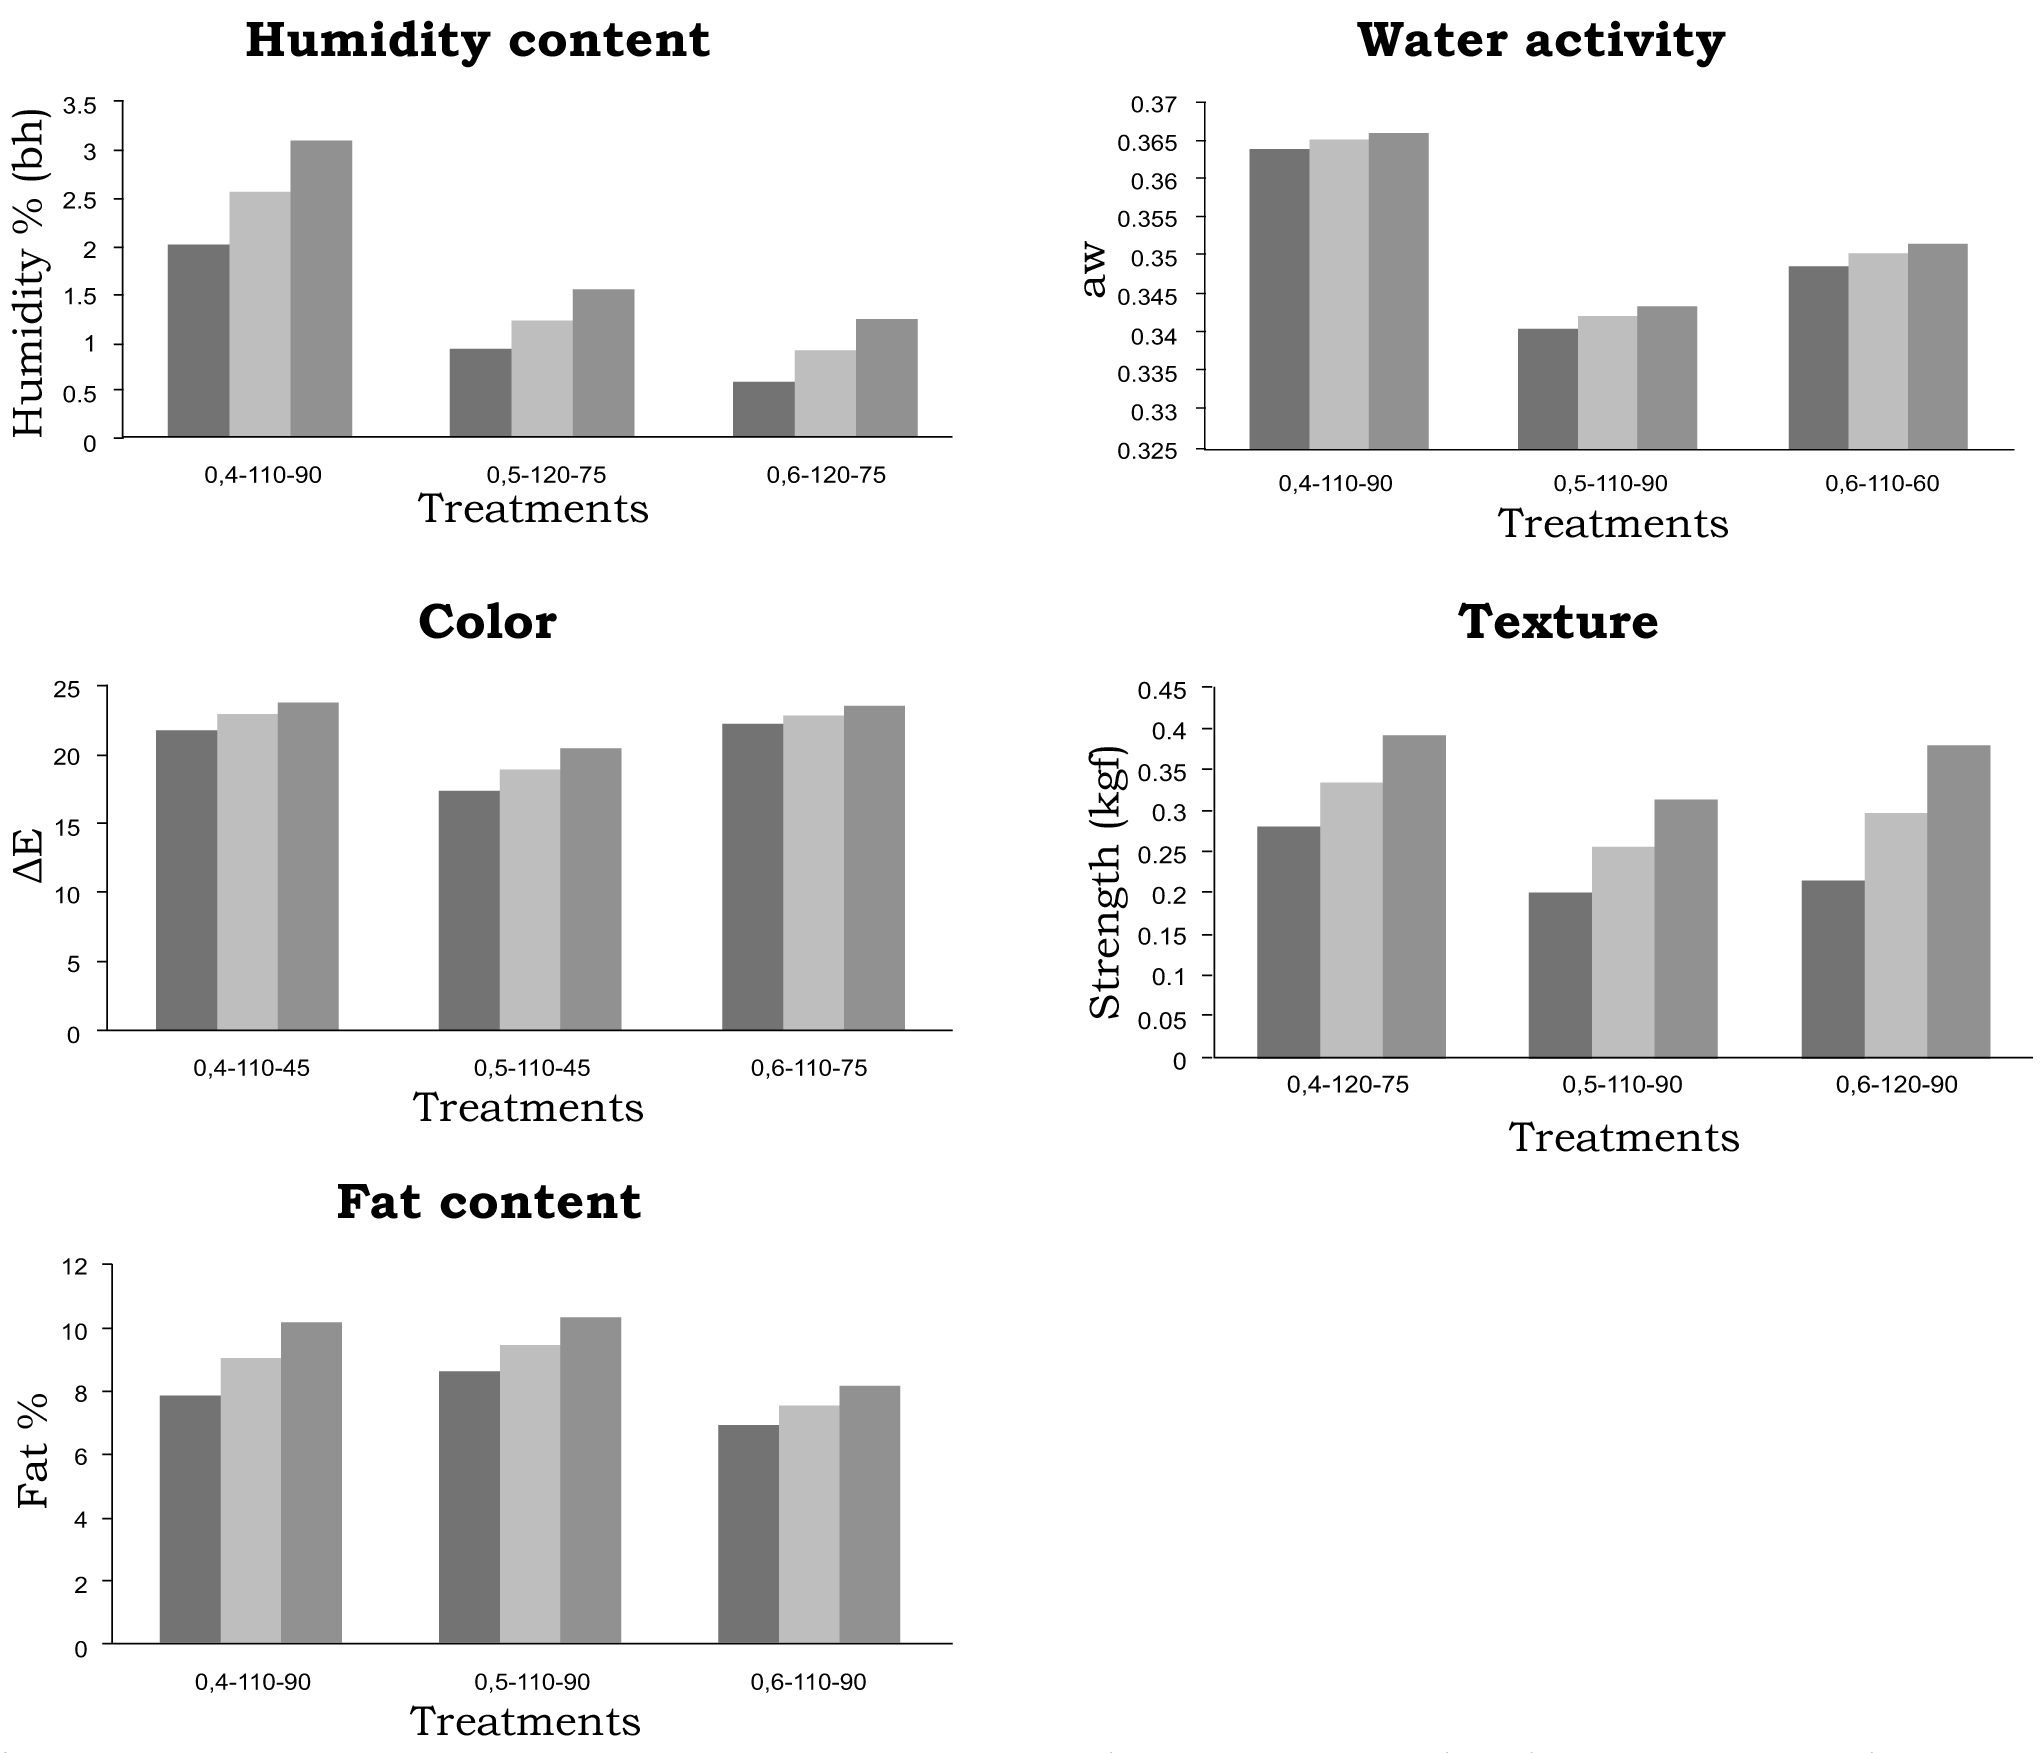 Humidity content
Humidity % (bh)
3.5
3
2.5
2
1.5
1
0.5
0
0,4-110-90 0,5-120-75 0,6-120-75
Treatments
Water activity
aw
0.37
0.365
0.36
0.355
0.35
0.345
0.34
0.335
0.33
0.325
0,4-110-90 0,5-110-90 0,6-110-60
Treatments
Color
ΔE
25
20
15
10
5
0
0,4-110-45 0,5-110-45 0,6-110-75
Treatments
Texture
Strength (kgf)
0.45
0.4
0.35
0.3
0.25
0.2
0.15
0.1
0.05
0
0,4-120-75 0,5-110-90 0,6-120-90
Treatments
Fat content
Fat %
12
10
8
6
4
2
0
0,4-110-90 0,5-110-90 0,6-110-90
Treatments